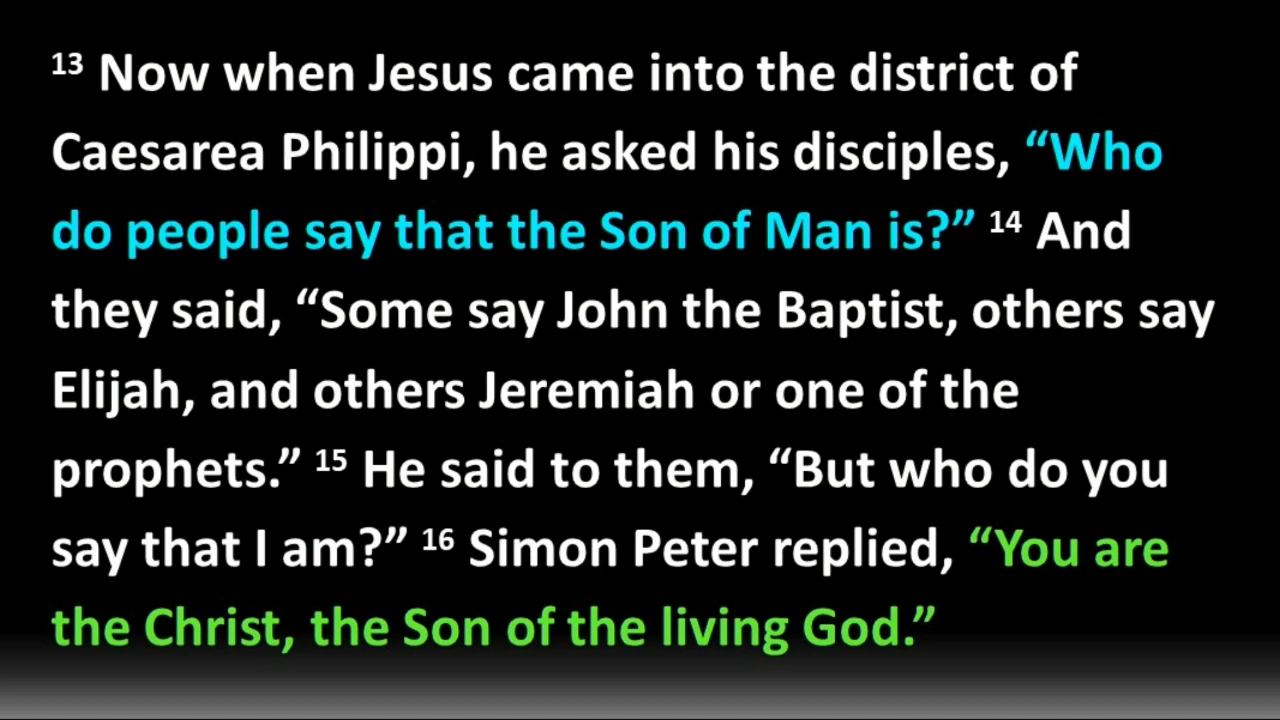 13 Now when Jesus came into the district of
Caesarea Philippi, he asked his disciples, “Who
do people say that the Son of Man is?” 14 And
they said, “Some say John the Baptist, others say
Elijah, and others Jeremiah or one of the
prophets.” 15 He said to them, “But who do you
say that I am?” 16 Simon Peter replied, “You are
the Christ, the Son of the living God.”